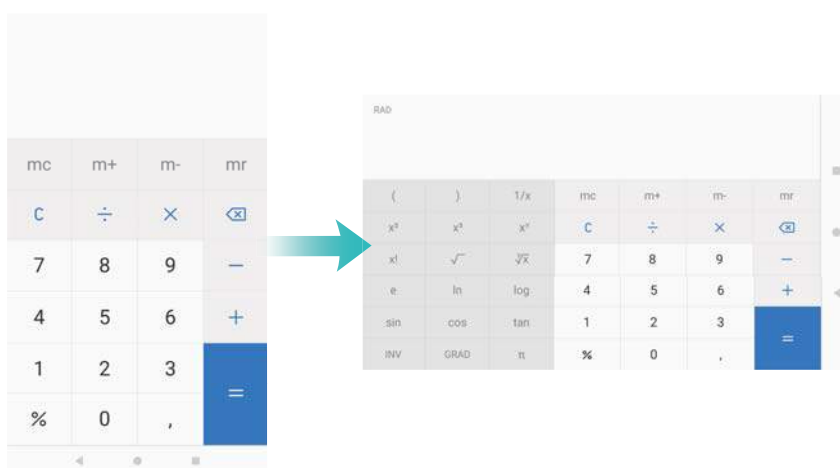 mc m+ m- mr
C ÷ × ⌫
7 8 9 −
4 5 6 +
1 2 3
=
% 0 ,
RAD
( ) 1/x mc m+ m- mr
x² x³ xʸ C ÷ × ⌫
x! √‾ ∛x 7 8 9 −
e ln log 4 5 6 +
sin cos tan 1 2 3
=
INV GRAD π % 0 ,